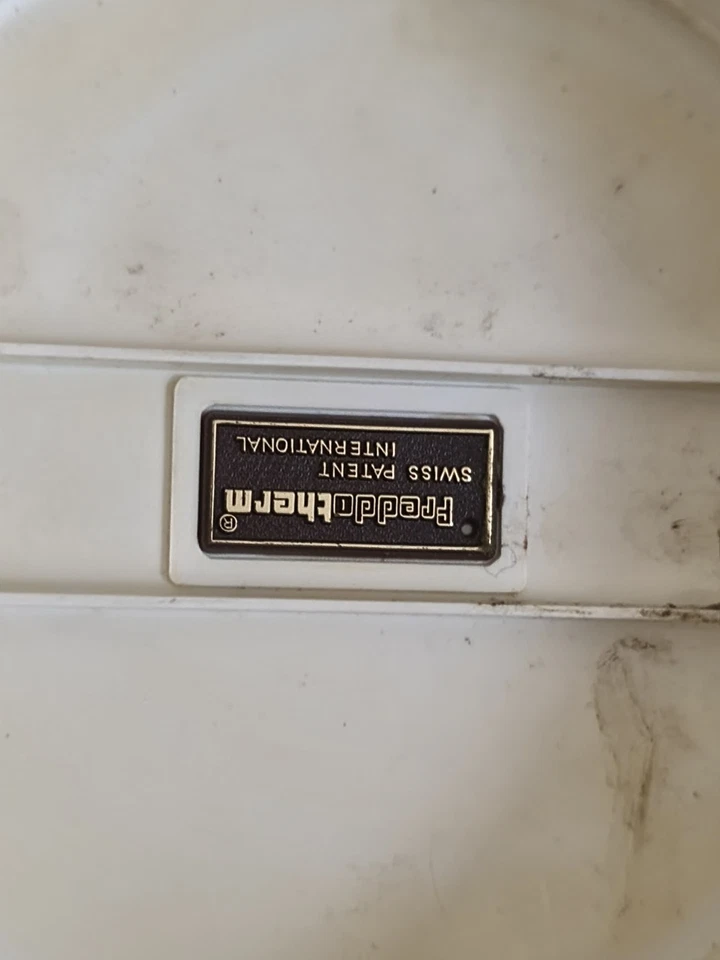 Freddotherm®
SWISS PATENT
INTERNATIONAL